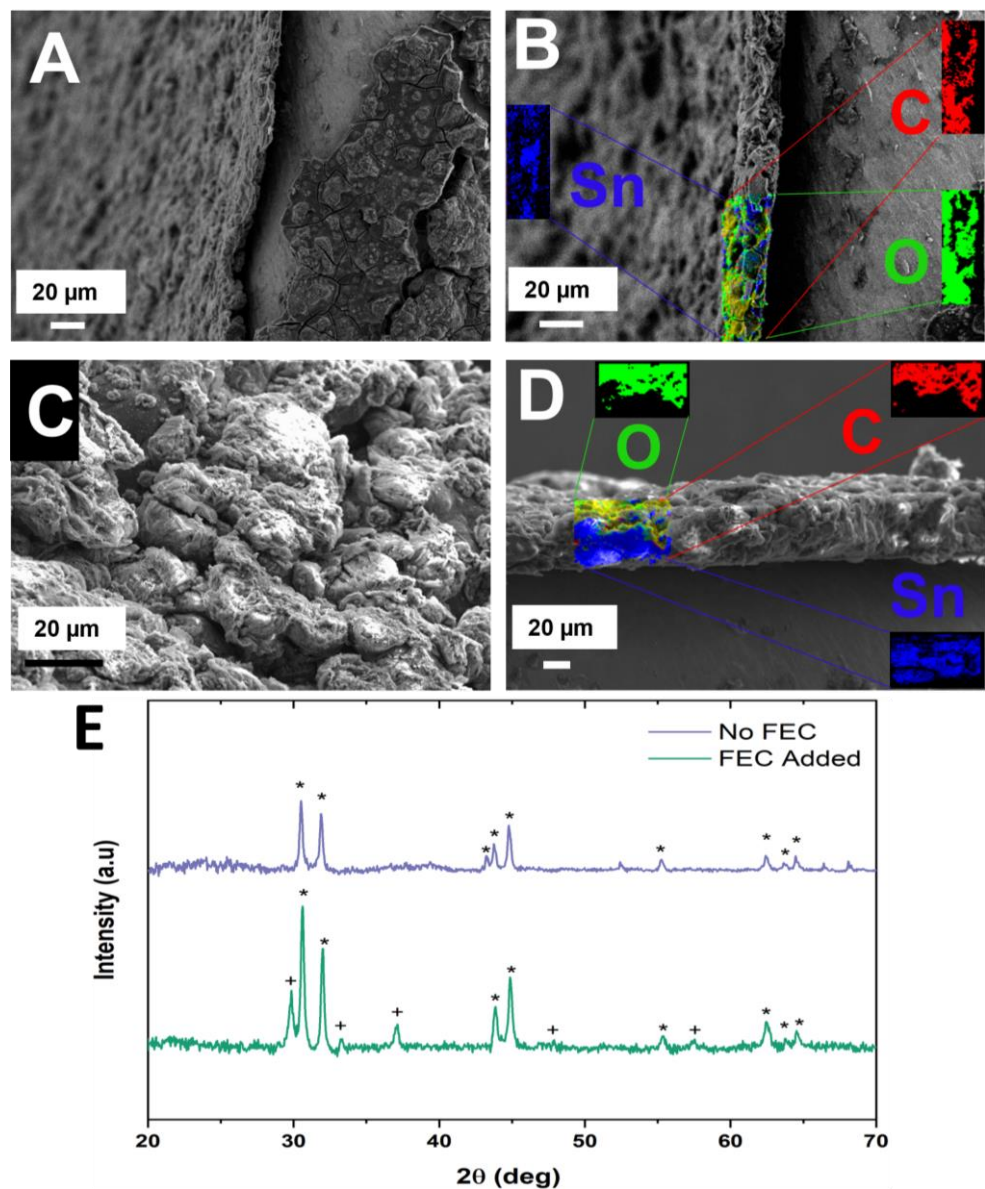 A
20 µm
B
C
Sn
O
20 µm
C
20 µm
D
O
C
Sn
20 µm
E
No FEC
FEC Added
* * * * * * * * *
+ * * + + * * + * + * * *
Intensity (a.u)
20 30 40 50 60 70
2θ (deg)